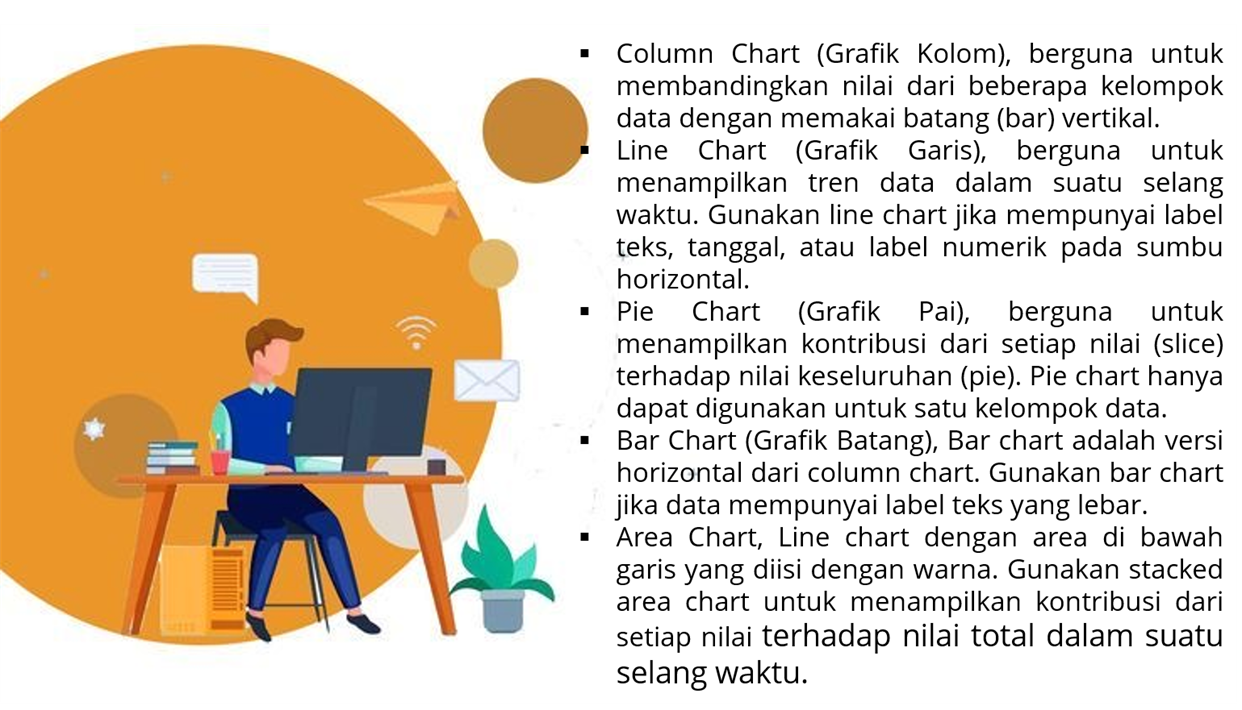 ▪ Column Chart (Grafik Kolom), berguna untuk
membandingkan nilai dari beberapa kelompok
data dengan memakai batang (bar) vertikal.
▪ Line Chart (Grafik Garis), berguna untuk
menampilkan tren data dalam suatu selang
waktu. Gunakan line chart jika mempunyai label
teks, tanggal, atau label numerik pada sumbu
horizontal.
▪ Pie Chart (Grafik Pai), berguna untuk
menampilkan kontribusi dari setiap nilai (slice)
terhadap nilai keseluruhan (pie). Pie chart hanya
dapat digunakan untuk satu kelompok data.
▪ Bar Chart (Grafik Batang), Bar chart adalah versi
horizontal dari column chart. Gunakan bar chart
jika data mempunyai label teks yang lebar.
▪ Area Chart, Line chart dengan area di bawah
garis yang diisi dengan warna. Gunakan stacked
area chart untuk menampilkan kontribusi dari
setiap nilai terhadap nilai total dalam suatu
selang waktu.